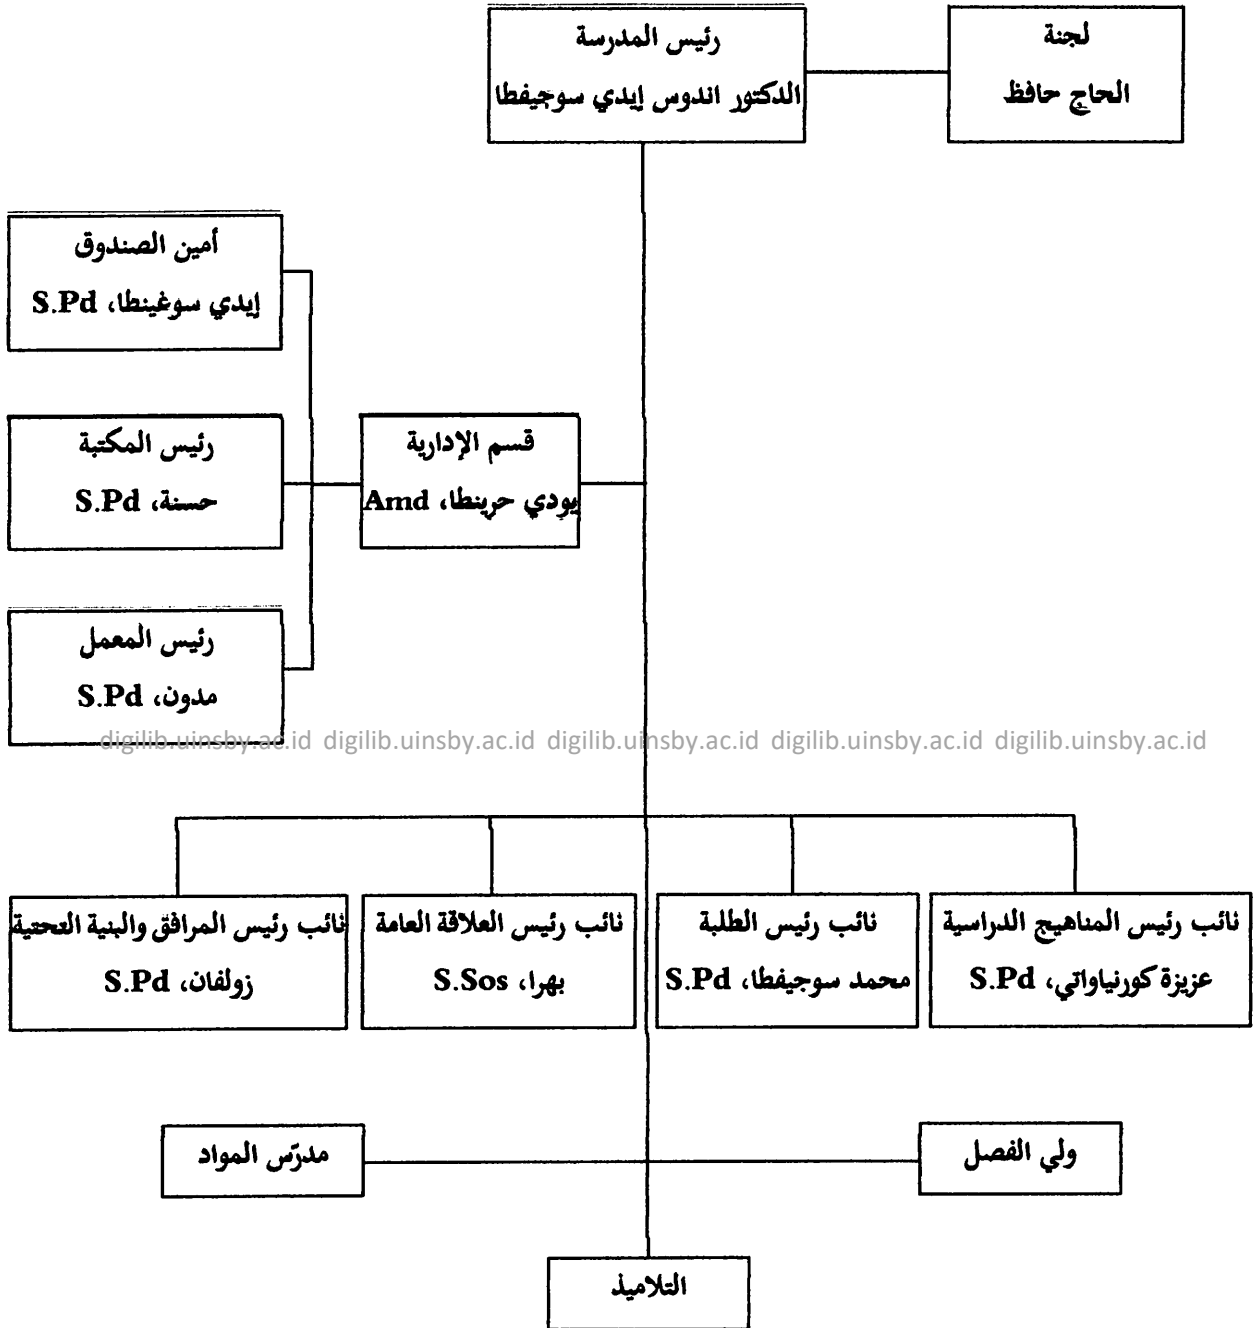 رئيس المدرسة
الدكتور اندوس إيدي سوجيفطا
لجنة
الحاج حافظ
أمين الصندوق
إيدي سوغينطا، S.Pd
رئيس المكتبة
حسنة، S.Pd
قسم الإدارية
يودي حرينطا، Amd
رئيس المعمل
مدون، S.Pd
digilib.uinsby.ac.id digilib.uinsby.ac.id digilib.uinsby.ac.id digilib.uinsby.ac.id digilib.uinsby.ac.id
نائب رئيس المناهيج الدراسية
عزيزة كورنياواتي، S.Pd
نائب رئيس الطلبة
محمد سوجيفطا، S.Pd
نائب رئيس العلاقة العامة
بهرا، S.Sos
نائب رئيس المرافق والبنية التحتية
زولفان، S.Pd
ولي الفصل
مدرّس المواد
التلاميذ